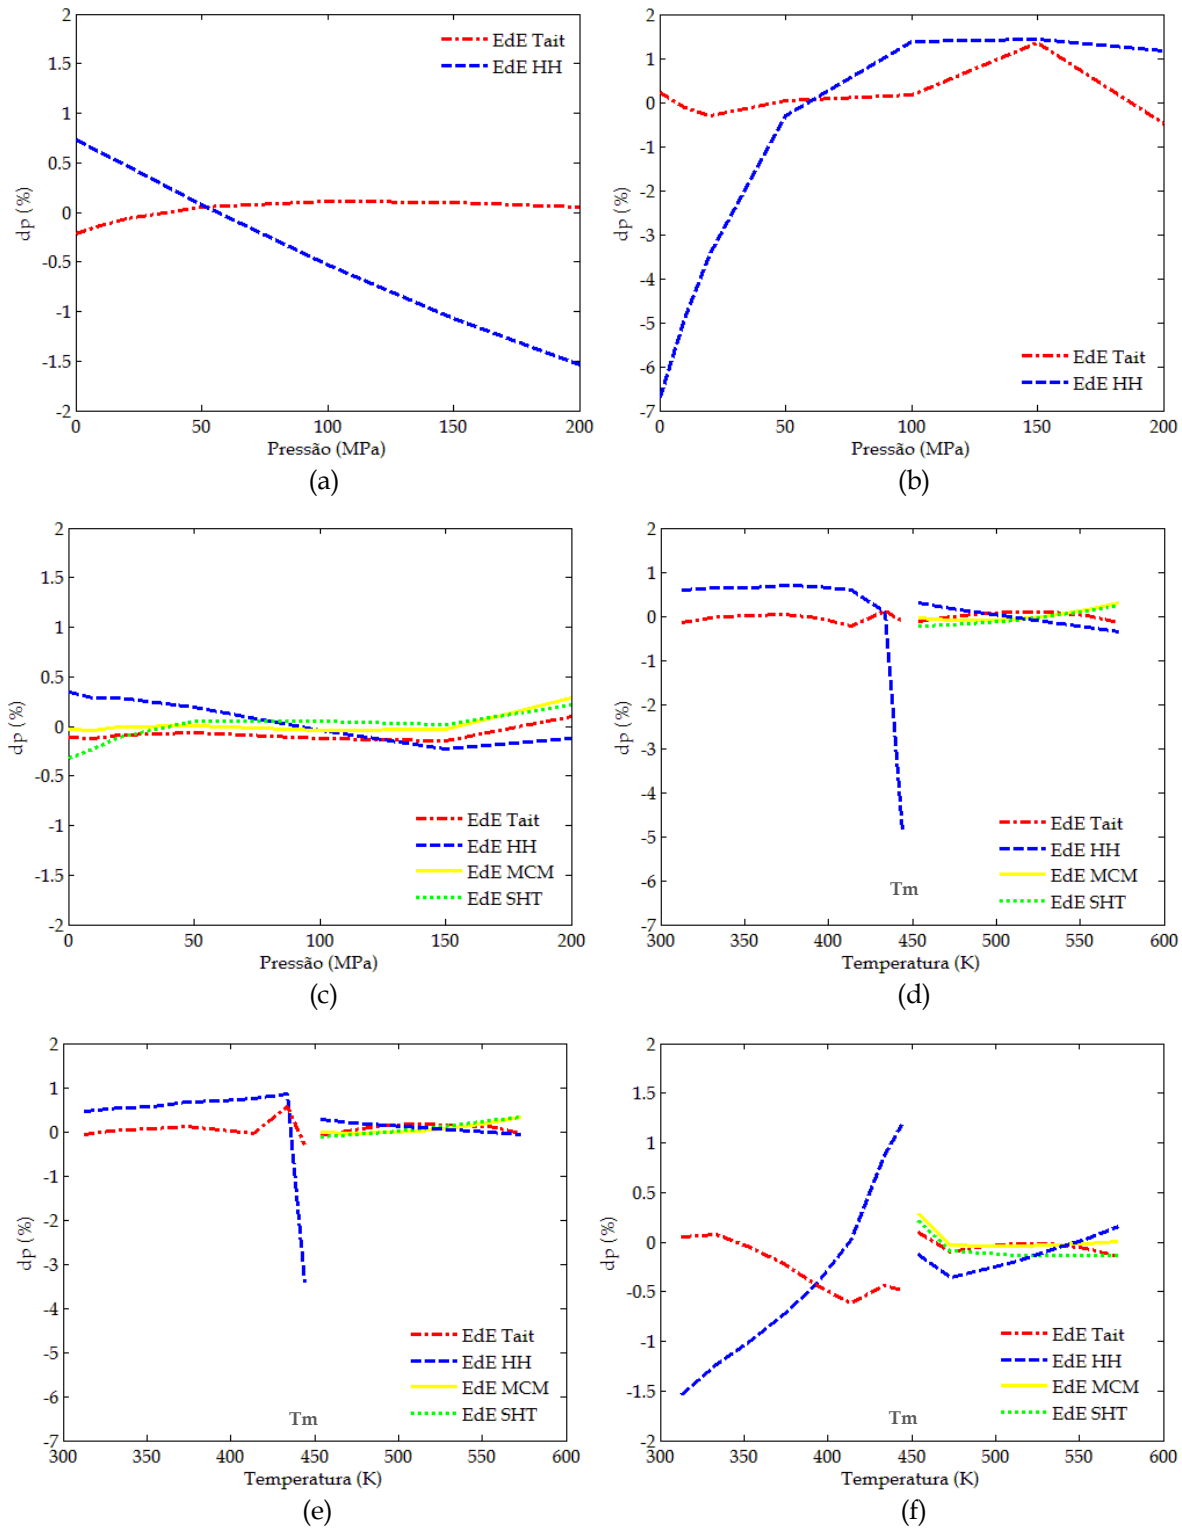 2
1.5
1
0.5
0
-0.5
-1
-1.5
-2
dp (%)
EdE Tait
EdE HH
0 50 100 150 200
Pressão (MPa)
(a)
2
1
0
-1
-2
-3
-4
-5
-6
-7
dp (%)
EdE Tait
EdE HH
0 50 100 150 200
Pressão (MPa)
(b)
2
1.5
1
0.5
0
-0.5
-1
-1.5
-2
dp (%)
EdE Tait
EdE HH
EdE MCM
EdE SHT
0 50 100 150 200
Pressão (MPa)
(c)
2
1
0
-1
-2
-3
-4
-5
-6
-7
dp (%)
EdE Tait
EdE HH
EdE MCM
EdE SHT
Tm
300 350 400 450 500 550 600
Temperatura (K)
(d)
2
1
0
-1
-2
-3
-4
-5
-6
-7
dp (%)
EdE Tait
EdE HH
EdE MCM
EdE SHT
Tm
300 350 400 450 500 550 600
Temperatura (K)
(e)
2
1.5
1
0.5
0
-0.5
-1
-1.5
-2
dp (%)
EdE Tait
EdE HH
EdE MCM
EdE SHT
Tm
300 350 400 450 500 550 600
Temperatura (K)
(f)